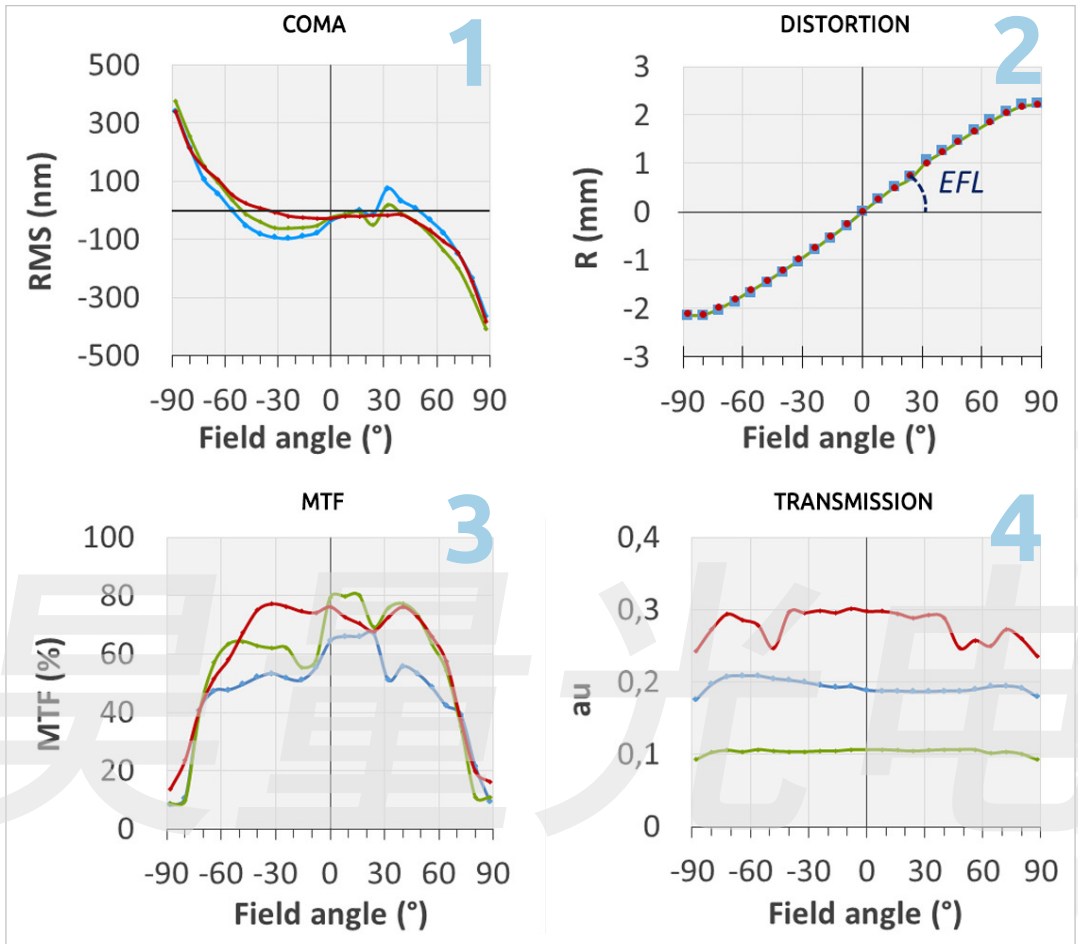 COMA
1
500
300
100
-100
-300
-500
RMS (nm)
-90 -60 -30 0 30 60 90
Field angle (°)
DISTORTION
2
3
2
1
0
-1
-2
-3
R (mm)
EFL
-90 -60 -30 0 30 60 90
Field angle (°)
MTF
3
100
80
60
40
20
0
MTF (%)
-90 -60 -30 0 30 60 90
Field angle (°)
TRANSMISSION
4
0,4
0,3
0,2
0,1
0
au
-90 -60 -30 0 30 60 90
Field angle (°)
量光电